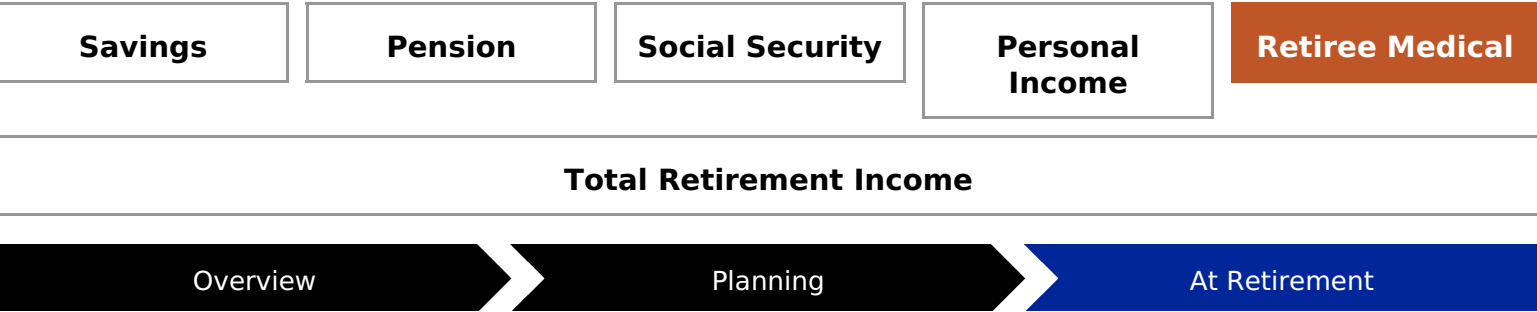 Savings
Pension
Social Security
Personal
Income
Retiree Medical
Total Retirement Income
Overview
Planning
At Retirement